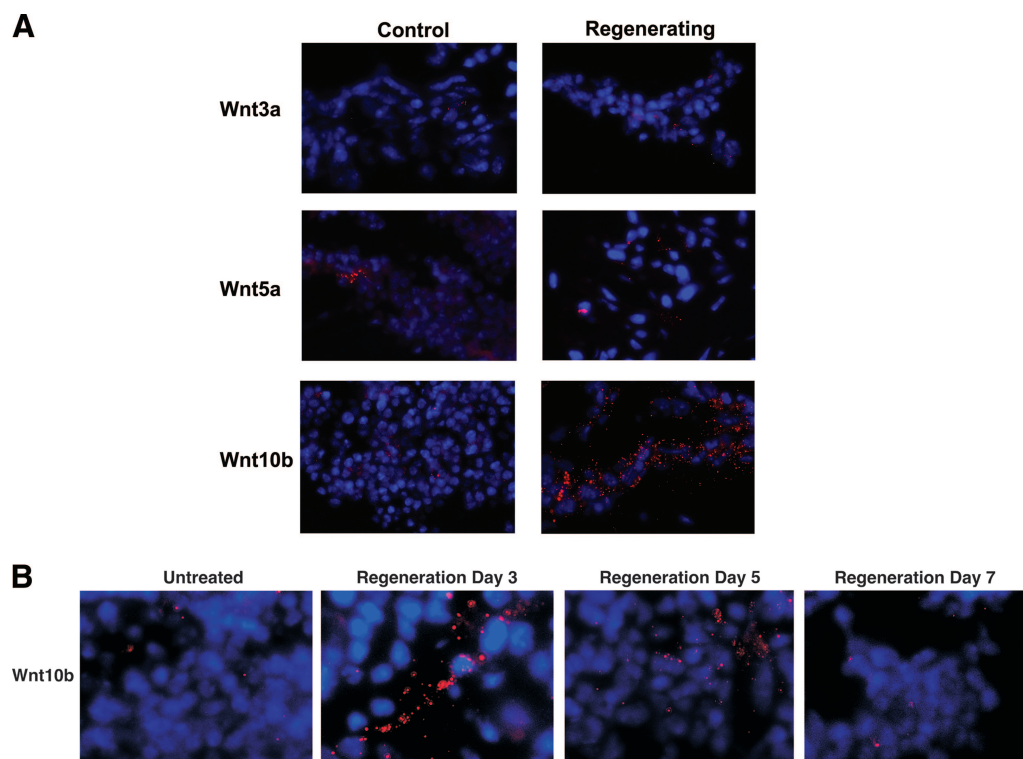 A
Control Regenerating
Wnt3a
Wnt5a
Wnt10b
B
Untreated Regeneration Day 3 Regeneration Day 5 Regeneration Day 7
Wnt10b